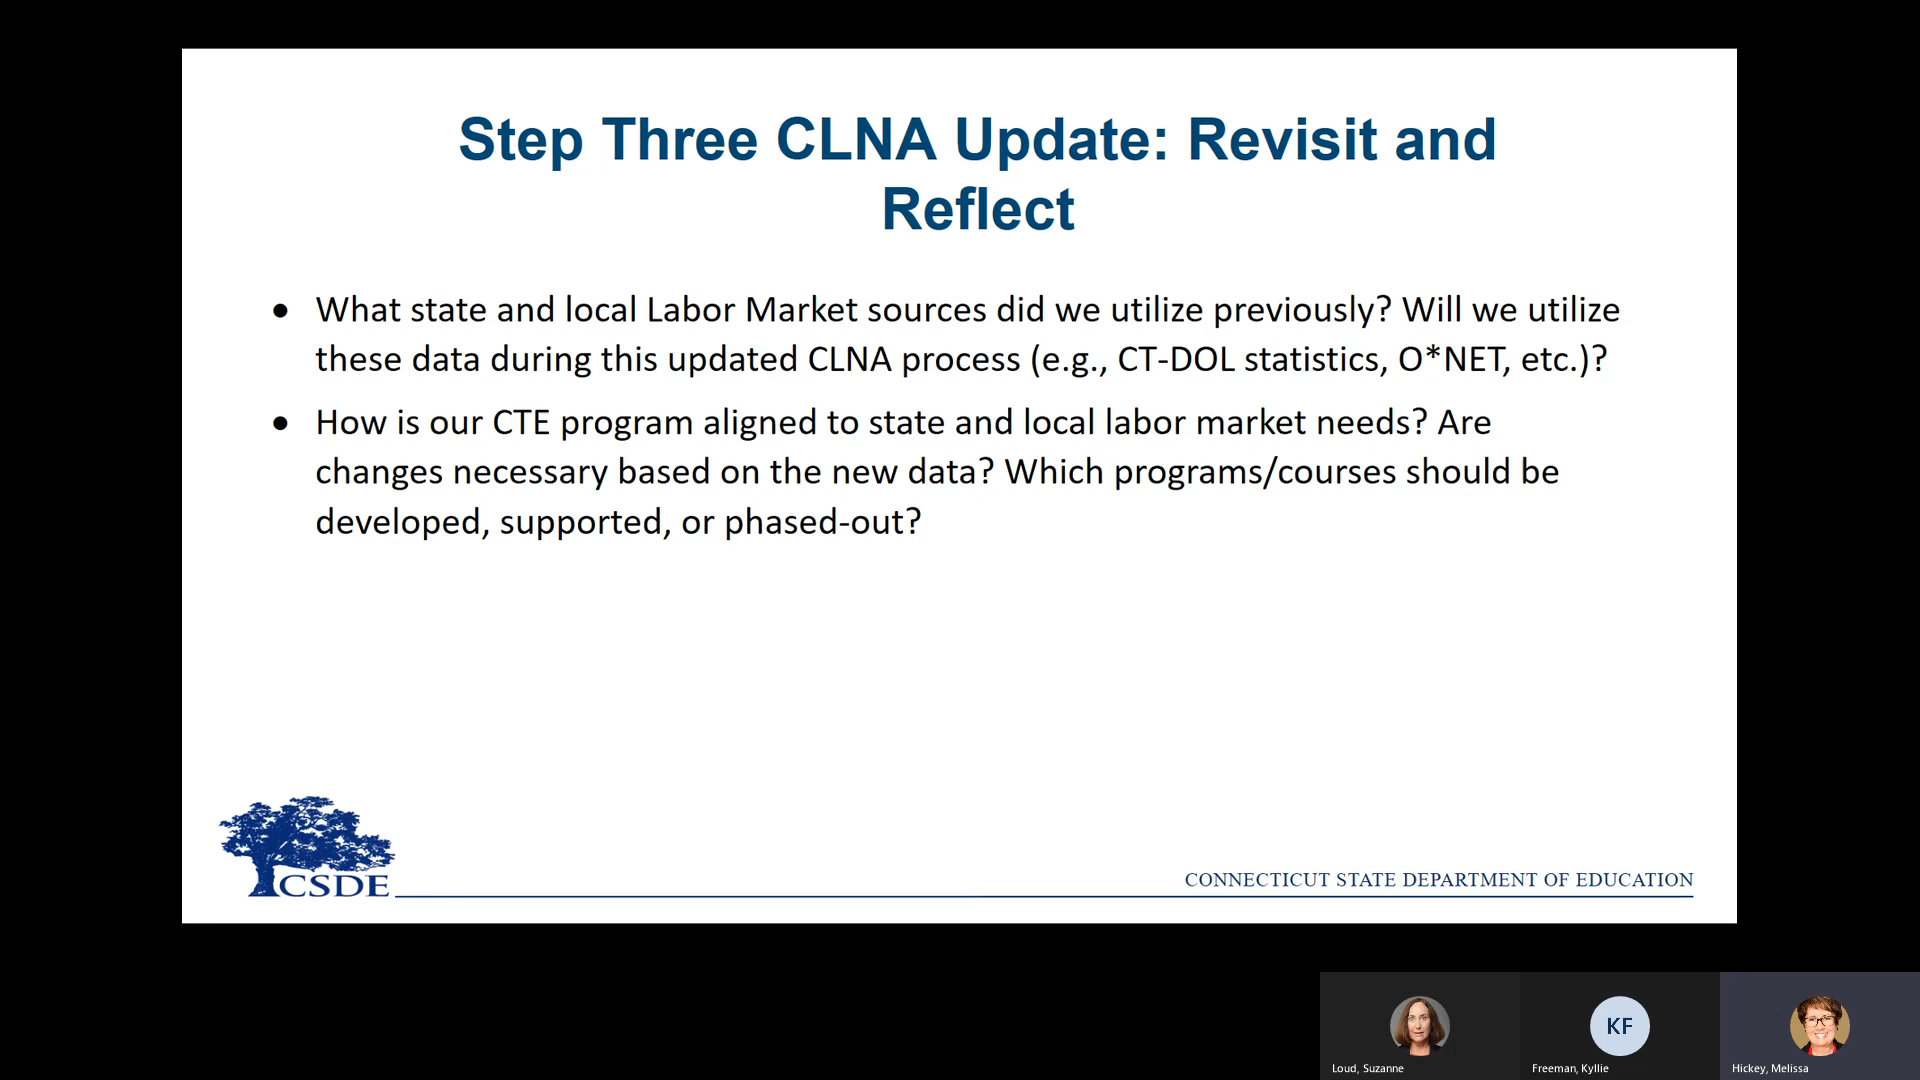 Step Three CLNA Update: Revisit and
Reflect
● What state and local Labor Market sources did we utilize previously? Will we utilize
these data during this updated CLNA process (e.g., CT-DOL statistics, O*NET, etc.)?
● How is our CTE program aligned to state and local labor market needs? Are
changes necessary based on the new data? Which programs/courses should be
developed, supported, or phased-out?
CSDE
CONNECTICUT STATE DEPARTMENT OF EDUCATION
KF
Loud, Suzanne
Freeman, Kyllie
Hickey, Melissa